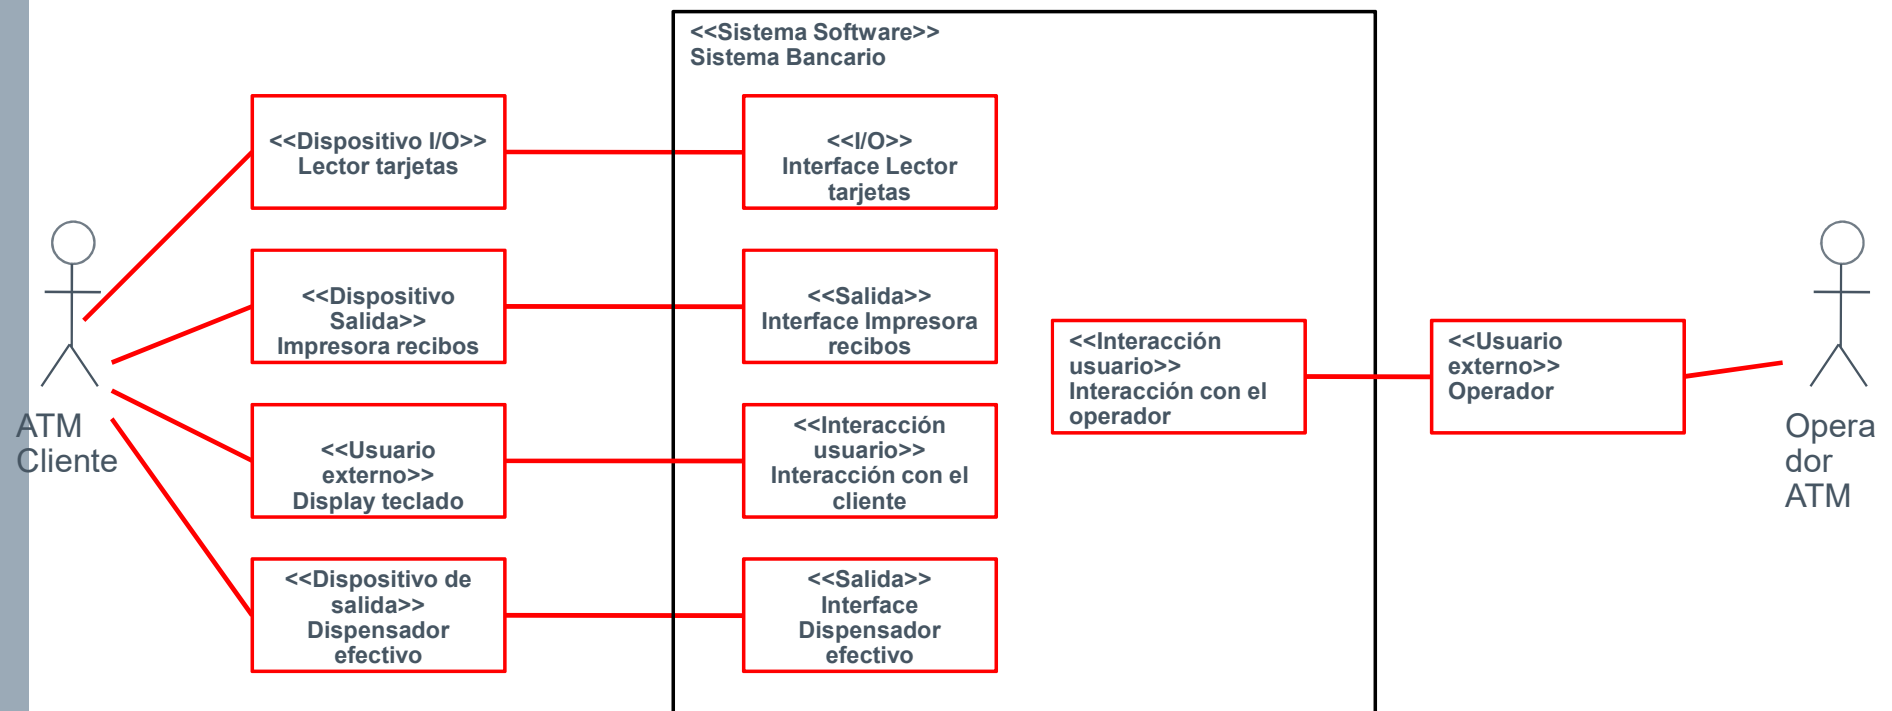 <<Sistema Software>>
Sistema Bancario
<<Dispositivo I/O>>
Lector tarjetas
<<I/O>>
Interface Lector
tarjetas
<<Dispositivo
Salida>>
Impresora recibos
<<Salida>>
Interface Impresora
recibos
<<Interacción
usuario>>
Interacción con el
operador
<<Usuario
externo>>
Operador
ATM
Cliente
<<Usuario
externo>>
Display teclado
<<Interacción
usuario>>
Interacción con el
cliente
Opera
dor
ATM
<<Dispositivo de
salida>>
Dispensador
efectivo
<<Salida>>
Interface
Dispensador
efectivo